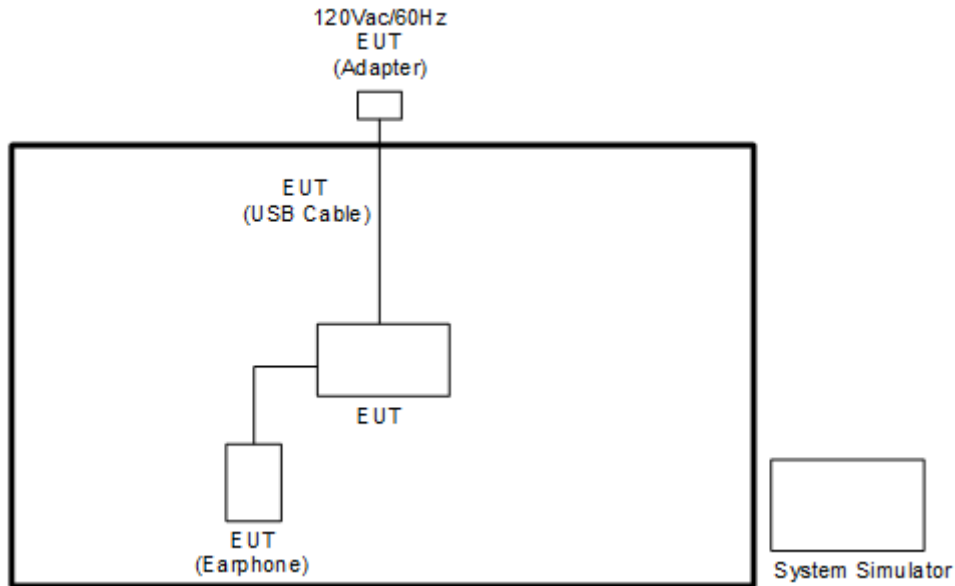 120Vac/60Hz
EUT
(Adapter)
EUT
(USB Cable)
EUT
EUT
(Earphone)
System Simulator